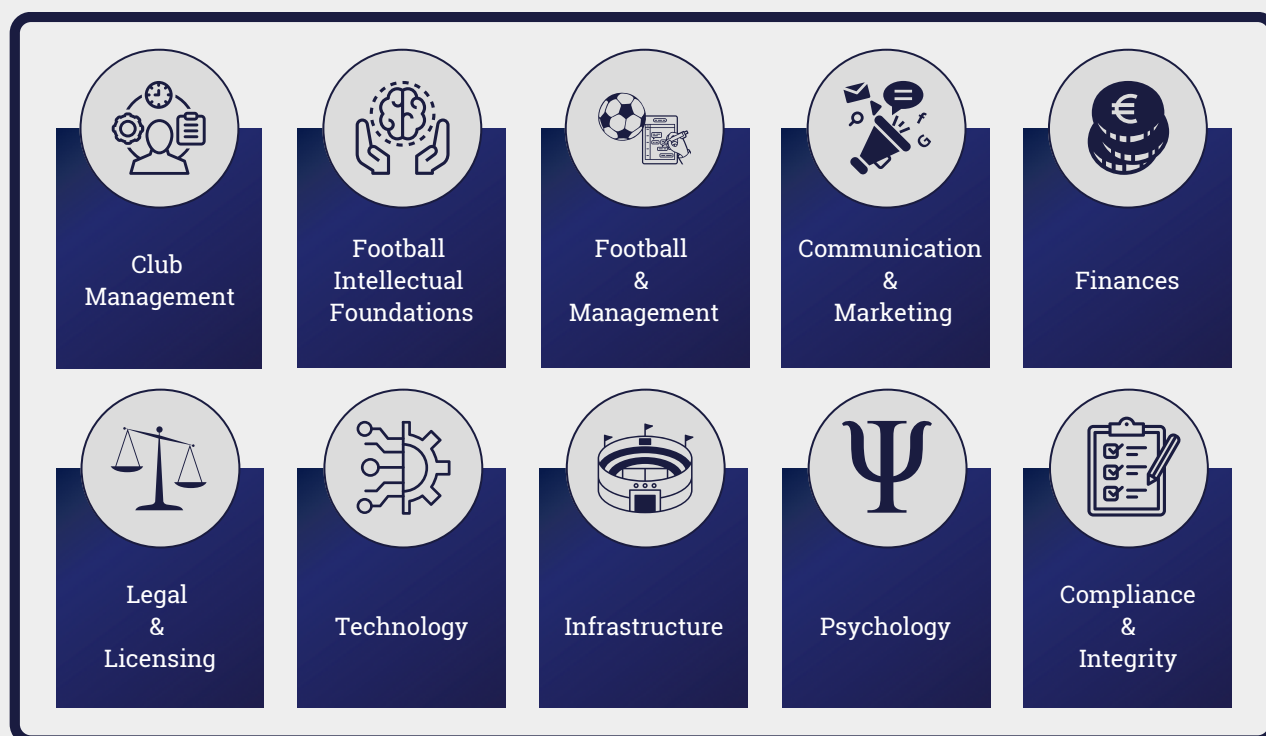 Club
Management
Football
Intellectual
Foundations
Football
&
Management
Communication
&
Marketing
Finances
Legal
&
Licensing
Technology
Infrastructure
Psychology
Compliance
&
Integrity